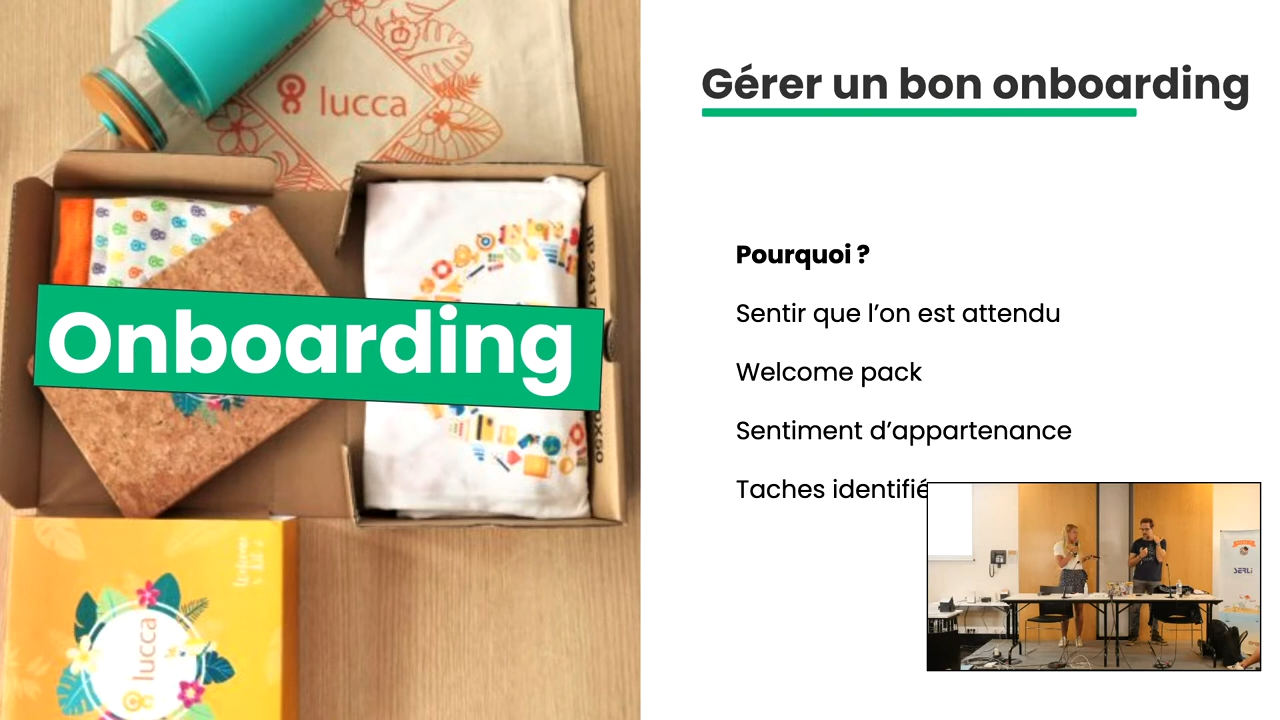 lucca
Onboarding
lucca
Gérer un bon onboarding
Pourquoi ?
Sentir que l’on est attendu
Welcome pack
Sentiment d’appartenance
Taches identifié
SERLI